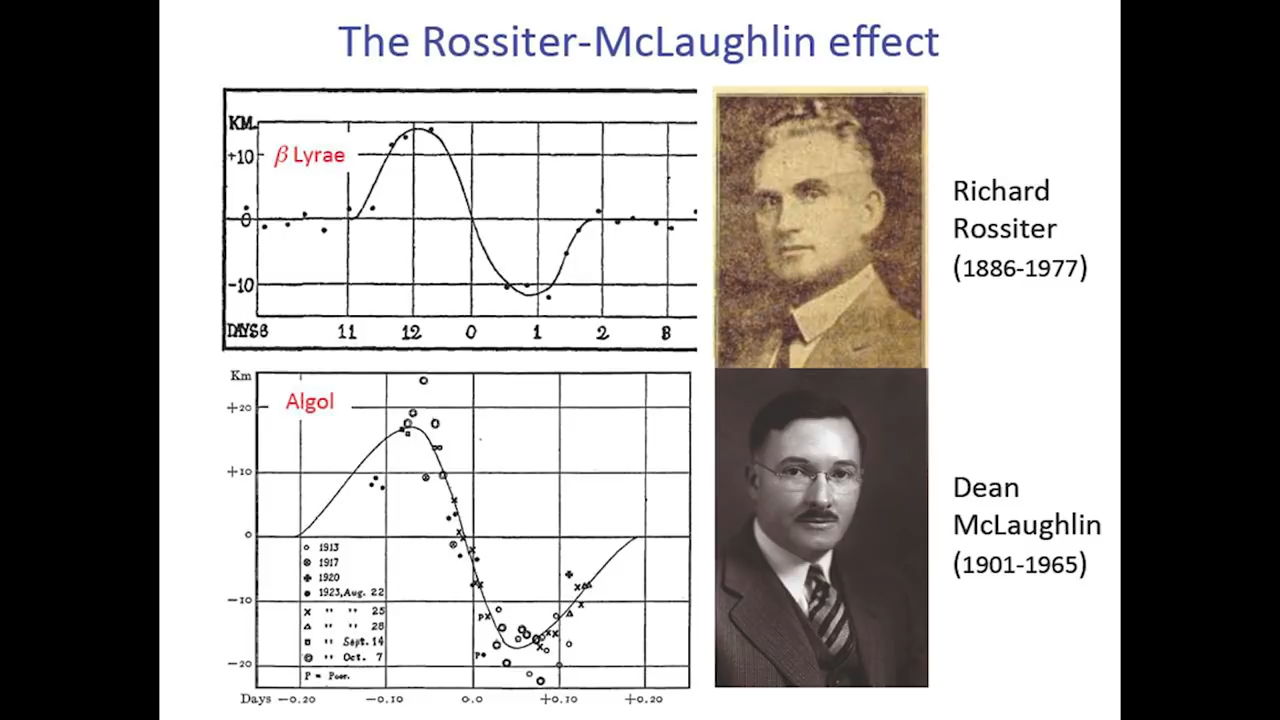 The Rossiter-McLaughlin effect
KM.
+10
β Lyrae
0
-10
DAYS 8 11 12 0 1 2 3
Richard
Rossiter
(1886-1977)
Km
+20
Algol
+10
0
1913
1917
1920
1923, Aug. 22
" " 25
" " 28
" Sept. 14
" Oct. 7
P = Poor.
P
P
-10
-20
Days -0.20 -0.10 0.0 +0.10 +0.20
Dean
McLaughlin
(1901-1965)